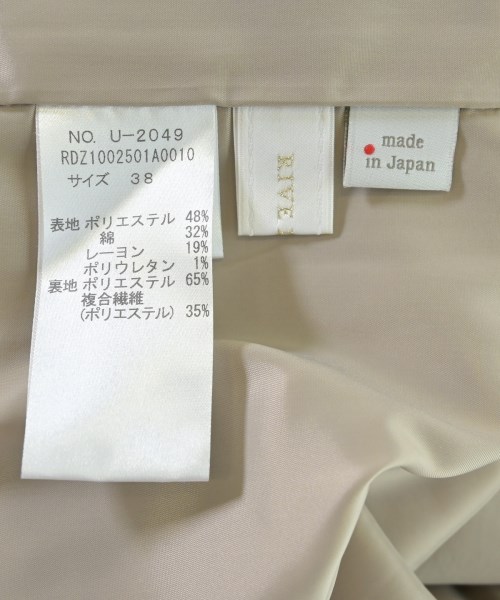 NO. U-2049
RDZ1002501A0010
サイズ 38
表地 ポリエステル 48%
綿 32%
レーヨン 19%
ポリウレタン 1%
裏地 ポリエステル 65%
複合繊維
(ポリエステル) 35%
RIVE
made
in Japan